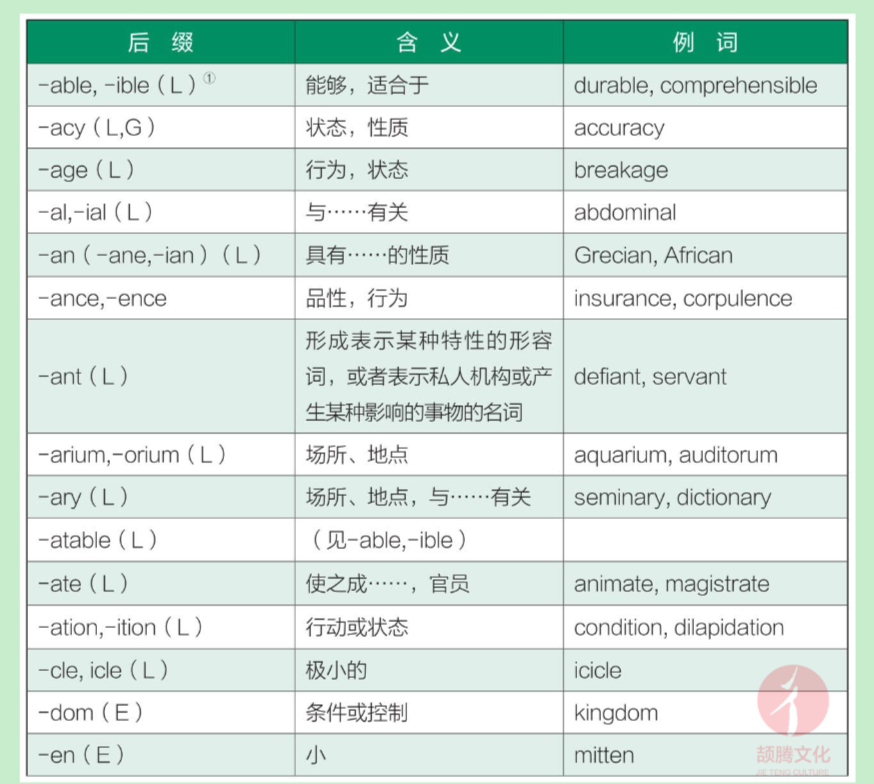 后 缀 含 义 例 词
-able, -ible（L）① 能够，适合于 durable, comprehensible
-acy（L,G） 状态，性质 accuracy
-age（L） 行为，状态 breakage
-al,-ial（L） 与……有关 abdominal
-an（-ane,-ian）（L） 具有……的性质 Grecian, African
-ance,-ence 品性，行为 insurance, corpulence
-ant（L） 形成表示某种特性的形容
词，或者表示私人机构或产 defiant, servant
生某种影响的事物的名词
-arium,-orium（L） 场所、地点 aquarium, auditorum
-ary（L） 场所、地点，与……有关 seminary, dictionary
-atable（L） （见-able,-ible）
-ate（L） 使之成……，官员 animate, magistrate
-ation,-ition（L） 行动或状态 condition, dilapidation
-cle, icle（L） 极小的 icicle
-dom（E） 条件或控制 kingdom
-en（E） 小 mitten
颉腾文化
JIE TENG CULTURE